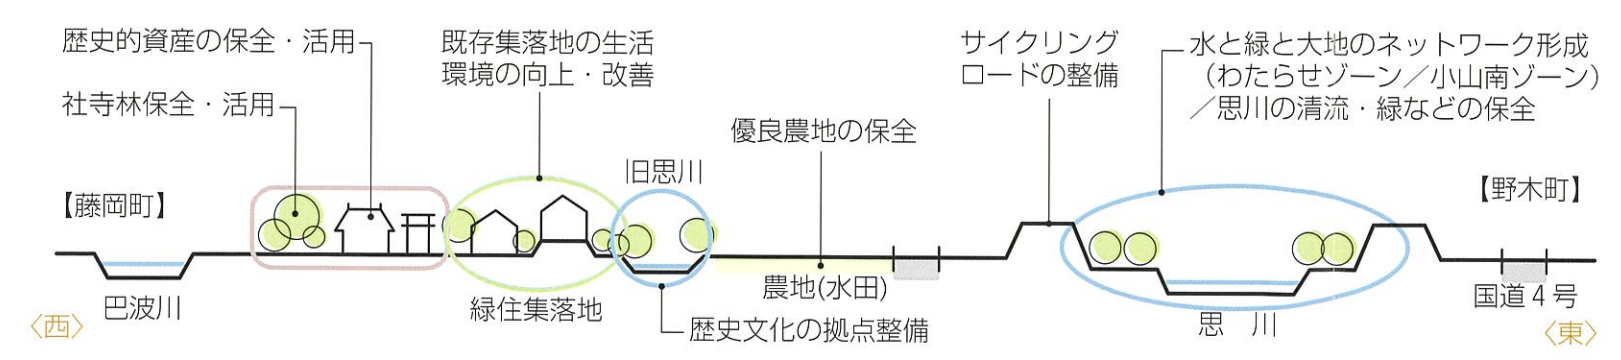 歴史的資産の保全・活用
社寺林保全・活用
既存集落地の生活
環境の向上・改善
旧思川
優良農地の保全
サイクリング
ロードの整備
水と緑と大地のネットワーク形成
（わたらせゾーン／小山南ゾーン）
／思川の清流・緑などの保全
【藤岡町】
【野木町】
巴波川
緑住集落地
農地(水田)
歴史文化の拠点整備
思　川
国道4号
〈西〉
〈東〉